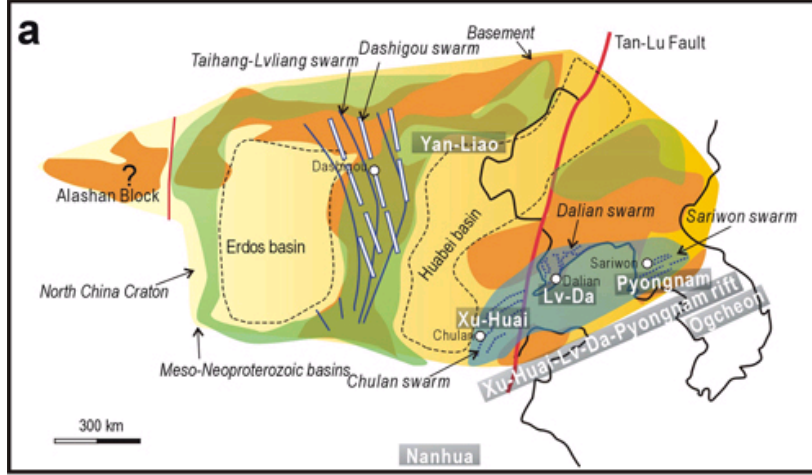 a
Basement
Dashigou swarm
Tan-Lu Fault
Taihang-Lvliang swarm
Yan-Liao
Dashigou
?
Alashan Block
Dalian swarm
Sariwon swarm
Erdos basin
Huabei basin
Sariwon
Dalian
Pyongnam
North China Craton
Lv-Da
Xu-Huai
Ogcheon
Chulan
Xu-Huai-Lv-Da-Pyongnam rift
Meso-Neoproterozoic basins
Chulan swarm
300 km
Nanhua